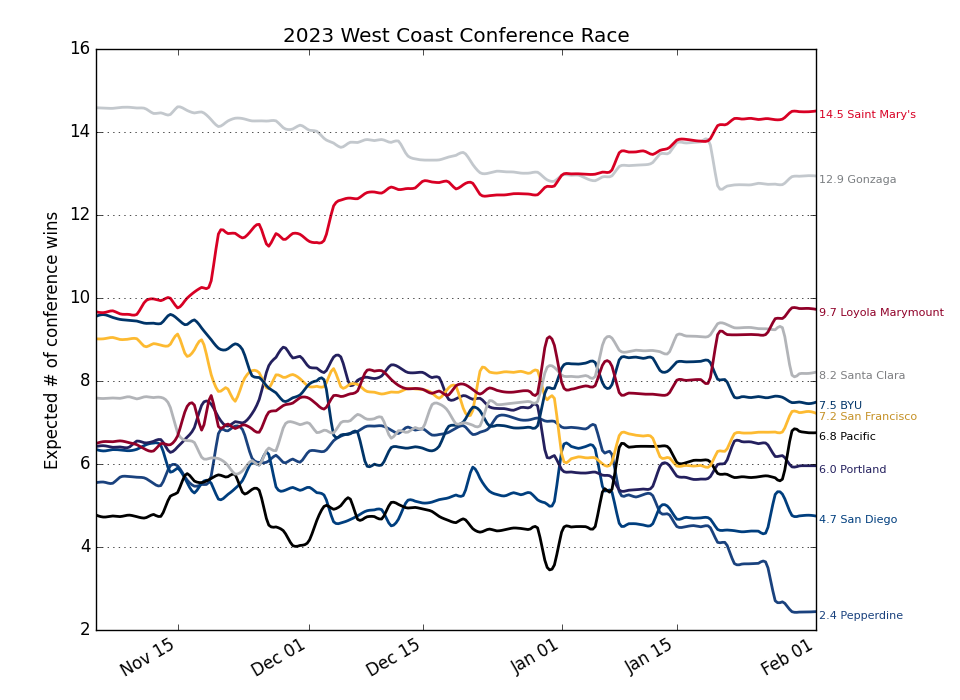 2023 West Coast Conference Race
Expected # of conference wins
16
14
12
10
8
6
4
2
14.5 Saint Mary's
12.9 Gonzaga
9.7 Loyola Marymount
8.2 Santa Clara
7.5 BYU
7.2 San Francisco
6.8 Pacific
6.0 Portland
4.7 San Diego
2.4 Pepperdine
Nov 15
Dec 01
Dec 15
Jan 01
Jan 15
Feb 01